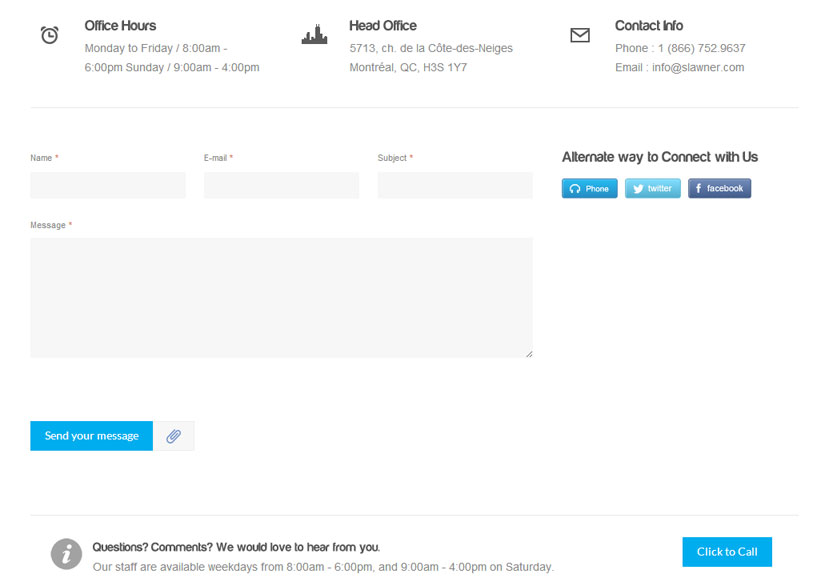 Office Hours
Monday to Friday / 8:00am -
6:00pm Sunday / 9:00am - 4:00pm
Head Office
5713, ch. de la Côte-des-Neiges
Montréal, QC, H3S 1Y7
Contact Info
Phone : 1 (866) 752.9637
Email : info@slawner.com
Name *
E-mail *
Subject *
Message *
Send your message
Alternate way to Connect with Us
Phone
twitter
facebook
Questions? Comments? We would love to hear from you.
Our staff are available weekdays from 8:00am - 6:00pm, and 9:00am - 4:00pm on Saturday.
Click to Call